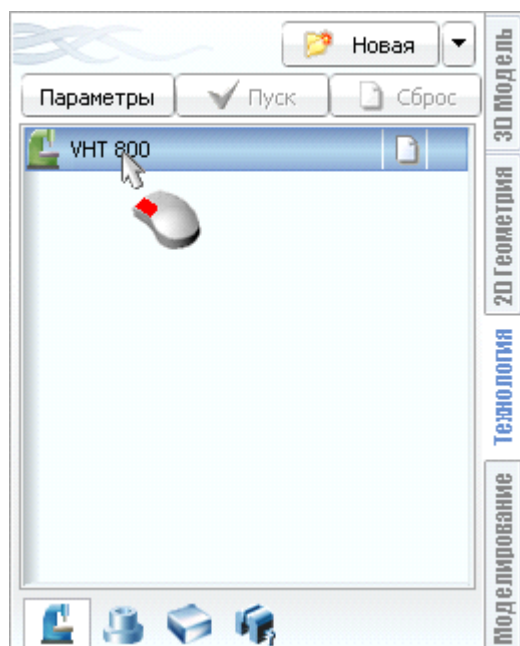 Новая
Параметры
Пуск
Сброс
VHT 800
3D Модель
2D Геометрия
Технология
Моделирование